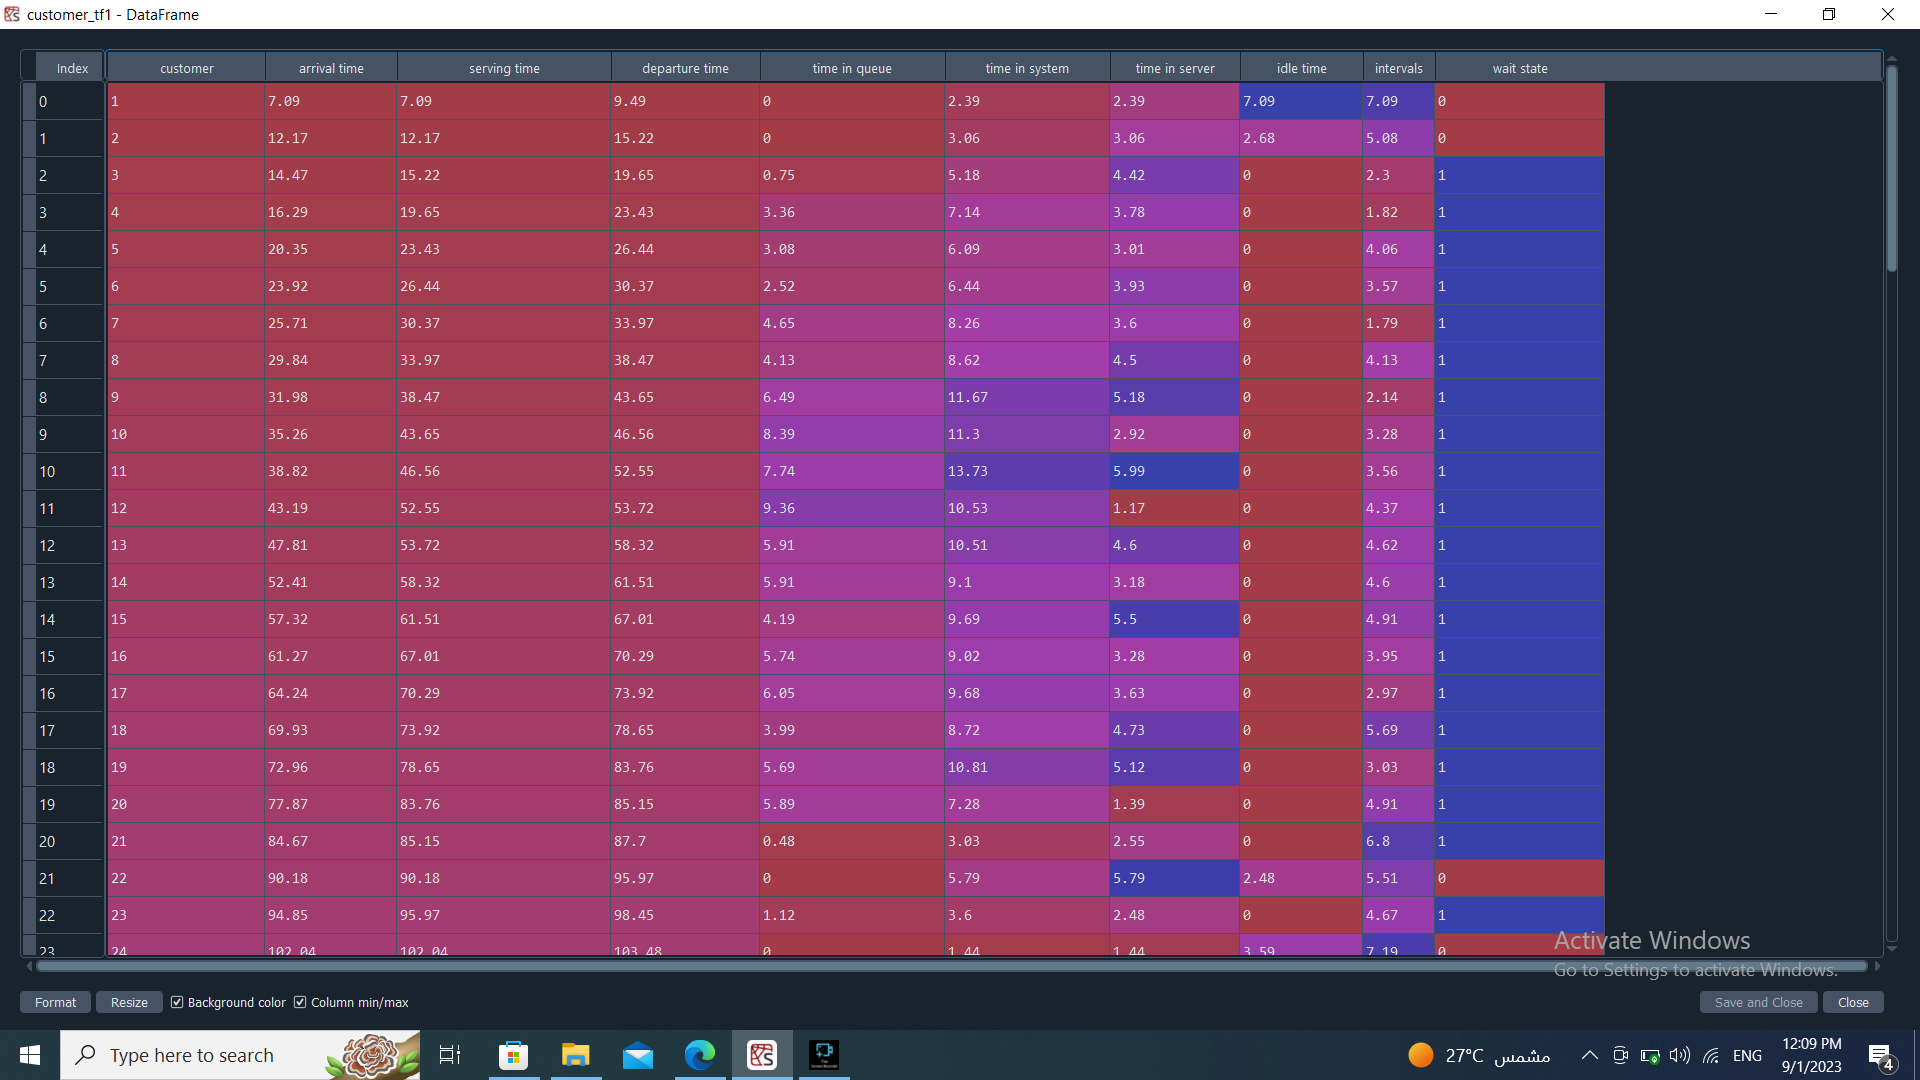 customer_tf1 - DataFrame
Index customer arrival time serving time departure time time in queue time in system time in server idle time intervals wait state
0 1 7.09 7.09 9.49 0 2.39 2.39 7.09 7.09 0
1 2 12.17 12.17 15.22 0 3.06 3.06 2.68 5.08 0
2 3 14.47 15.22 19.65 0.75 5.18 4.42 0 2.3 1
3 4 16.29 19.65 23.43 3.36 7.14 3.78 0 1.82 1
4 5 20.35 23.43 26.44 3.08 6.09 3.01 0 4.06 1
5 6 23.92 26.44 30.37 2.52 6.44 3.93 0 3.57 1
6 7 25.71 30.37 33.97 4.65 8.26 3.6 0 1.79 1
7 8 29.84 33.97 38.47 4.13 8.62 4.5 0 4.13 1
8 9 31.98 38.47 43.65 6.49 11.67 5.18 0 2.14 1
9 10 35.26 43.65 46.56 8.39 11.3 2.92 0 3.28 1
10 11 38.82 46.56 52.55 7.74 13.73 5.99 0 3.56 1
11 12 43.19 52.55 53.72 9.36 10.53 1.17 0 4.37 1
12 13 47.81 53.72 58.32 5.91 10.51 4.6 0 4.62 1
13 14 52.41 58.32 61.51 5.91 9.1 3.18 0 4.6 1
14 15 57.32 61.51 67.01 4.19 9.69 5.5 0 4.91 1
15 16 61.27 67.01 70.29 5.74 9.02 3.28 0 3.95 1
16 17 64.24 70.29 73.92 6.05 9.68 3.63 0 2.97 1
17 18 69.93 73.92 78.65 3.99 8.72 4.73 0 5.69 1
18 19 72.96 78.65 83.76 5.69 10.81 5.12 0 3.03 1
19 20 77.87 83.76 85.15 5.89 7.28 1.39 0 4.91 1
20 21 84.67 85.15 87.7 0.48 3.03 2.55 0 6.8 1
21 22 90.18 90.18 95.97 0 5.79 5.79 2.48 5.51 0
22 23 94.85 95.97 98.45 1.12 3.6 2.48 0 4.67 1
23 24 102.04 102.04 103.48 0 1.44 1.44 3.59 7.19 0
Activate Windows
Go to Settings to activate Windows.
Format Resize Background color Column min/max Save and Close Close
Type here to search 27°C مشمس ENG 12:09 PM
9/1/2023 4